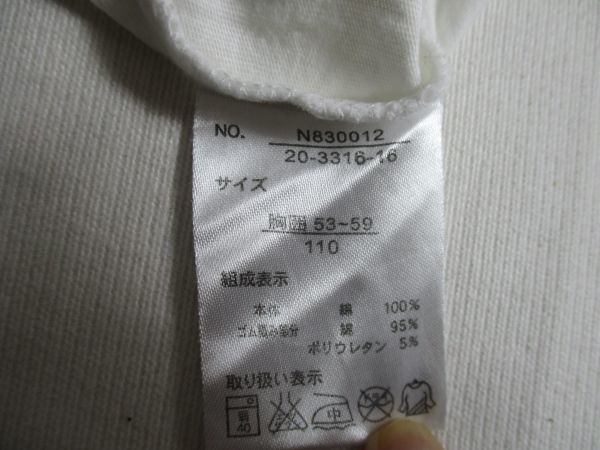 NO. N830012
20-3316-16
サイズ
胸囲 53~59
110
組成表示
本体 綿 100%
ゴム編み部分 綿 95%
ポリウレタン 5%
取り扱い表示
弱
40
中